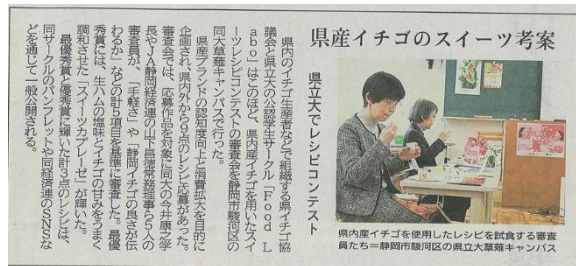 県産イチゴのスイーツ考案
県立大でレシピコンテスト
県内産イチゴを使用したレシピを試食する審査
員たち＝静岡市駿河区の県立大草薙キャンパス
県内のイチゴ生産者などで組織する県イチゴ協
議会と県立大の公認学生サークル「Food L
abo」はこのほど、県内産イチゴを用いたスイ
ーツレシピコンテストの審査会を静岡市駿河区の
同大草薙キャンパスで行った。
県産ブランドの認知度向上と消費拡大を目的に
企画され、県内外から9点のレシピ応募があった。
審査会では、応募作品を対象に同大の今井康之学
長やJA静岡経済連の山下昌徳常務理事ら5人の
審査員が、「手軽さ」や「静岡イチゴの良さが伝
わるか」などの計5項目を基準に審査した。最優
秀賞には、生ハムの塩味とイチゴの甘みをうまく
調和させた「スイーツカプレーゼ」が輝いた。
最優秀賞と優秀賞に輝いた計3点のレシピは、
同サークルのパンフレットや同経済連のSNSな
どを通じて一般公開される。